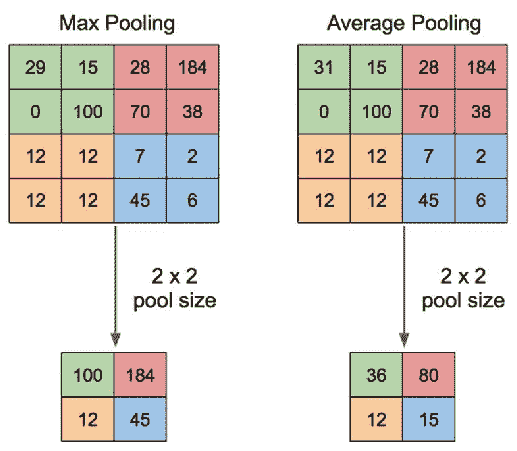 Max Pooling
29 15 28 184
0 100 70 38
12 12 7 2
12 12 45 6
2 x 2
pool size
100 184
12 45
Average Pooling
31 15 28 184
0 100 70 38
12 12 7 2
12 12 45 6
2 x 2
pool size
36 80
12 15